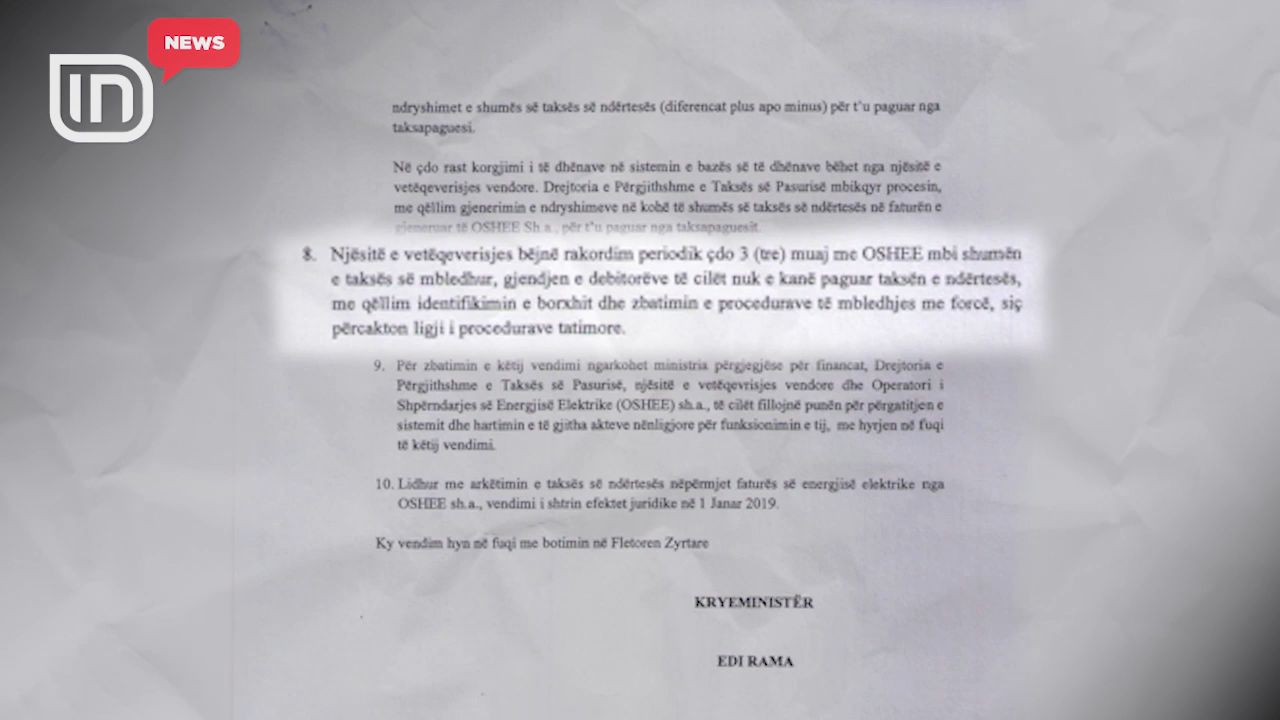 NEWS
IN
ndryshimet e shumës së taksës së ndërtesës (diferencat plus apo minus) për t'u paguar nga
taksapaguesi.
Në çdo rast korgjimi i të dhënave në sistemin e bazës së të dhënave bëhet nga njësitë e
vetëqeverisjes vendore. Drejtoria e Përgjithshme e Taksës së Pasurisë mbikqyr procesin,
me qëllim gjenerimin e ndryshimeve në kohë të shumës së taksës së ndërtesës në faturën e
gjeneruar të OSHEE Sh.a., për t'u paguar nga taksapaguesit.
8. Njësitë e vetëqeverisjes bëjnë rakordim periodik çdo 3 (tre) muaj me OSHEE mbi shumën
e taksës së mbledhur, gjendjen e debitorëve të cilët nuk e kanë paguar taksën e ndërtesës,
me qëllim identifikimin e borxhit dhe zbatimin e procedurave të mbledhjes me forcë, siç
përcakton ligji i procedurave tatimore.
9. Për zbatimin e këtij vendimi ngarkohet ministria përgjegjëse për financat, Drejtoria e
Përgjithshme e Taksës së Pasurisë, njësitë e vetëqevrisjes vendore dhe Operatori i
Shpërndarjes së Energjisë Elektrike (OSHEE) sh.a., të cilët fillojnë punën për përgatitjen e
sistemit dhe hartimin e të gjitha akteve nënligjore për funksionimin e tij, me hyrjen në fuqi
të këtij vendimi.
10. Lidhur me arkëtimin e taksës së ndërtesës nëpërmjet faturës së energjisë elektrike nga
OSHEE sh.a., vendimi i shtrin efektet juridike në 1 Janar 2019.
Ky vendim hyn në fuqi me botimin në Fletoren Zyrtare
KRYEMINISTËR
EDI RAMA